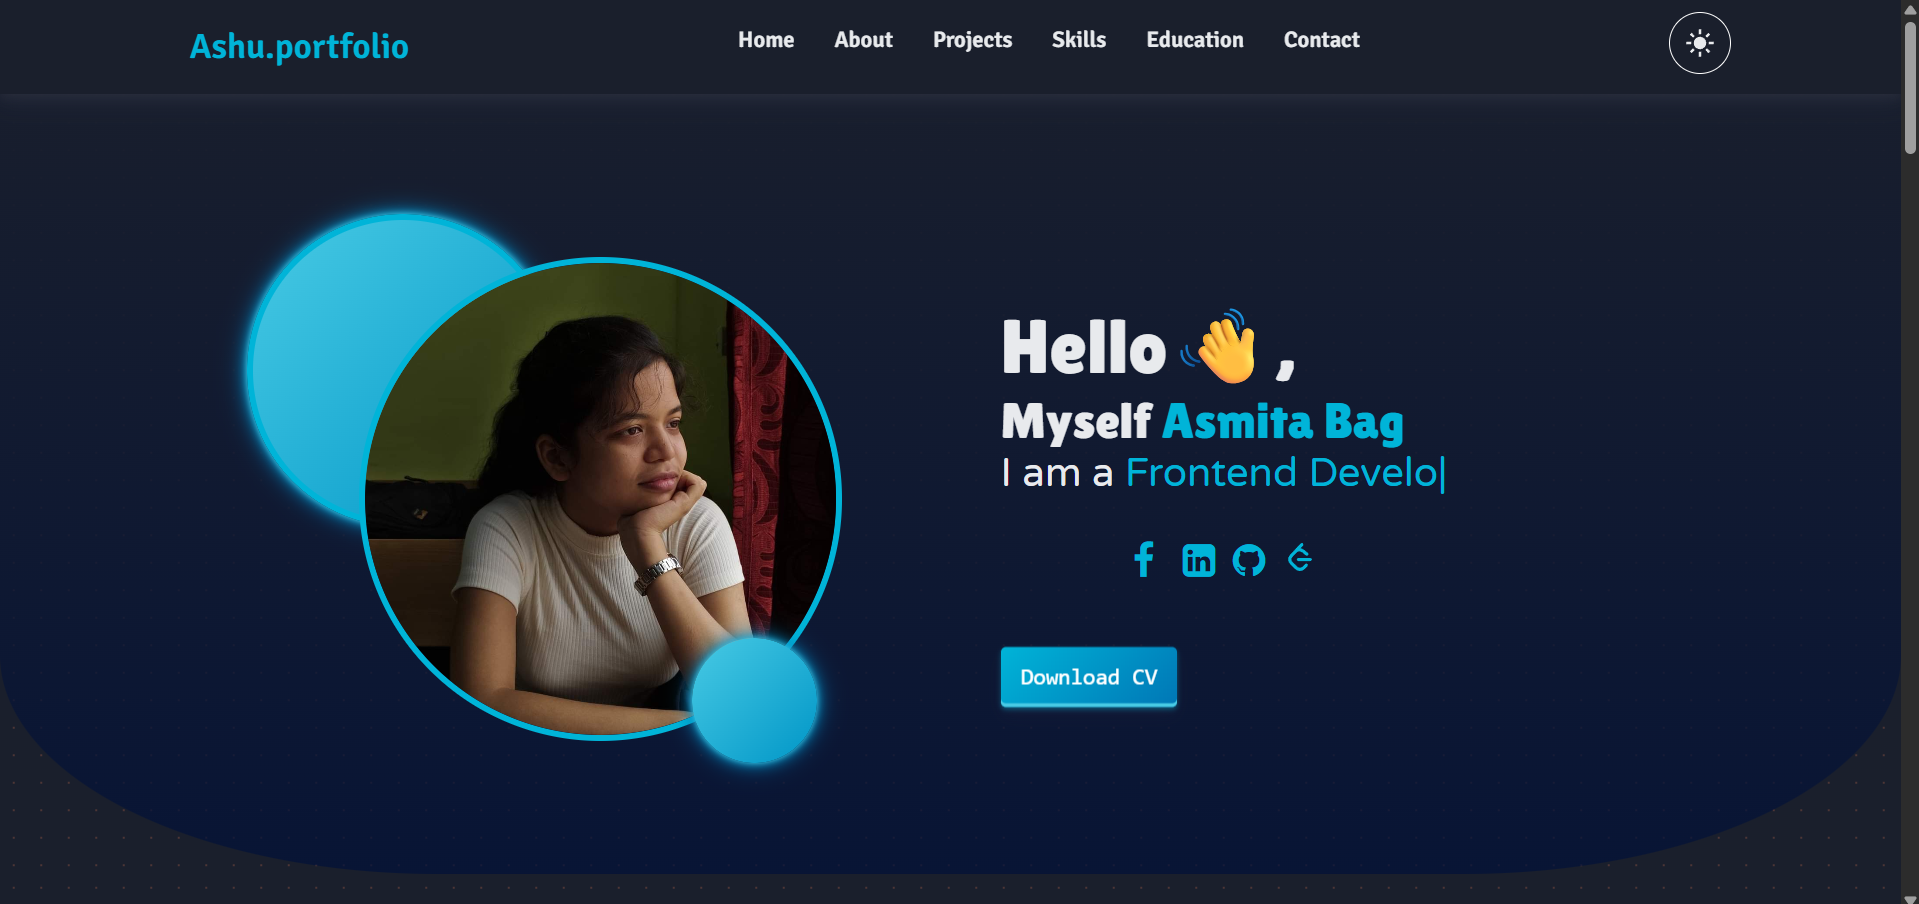 Ashu.portfolio
Home About Projects Skills Education Contact
Hello 👋 ,
Myself Asmita Bag
I am a Frontend Develo|
Download CV